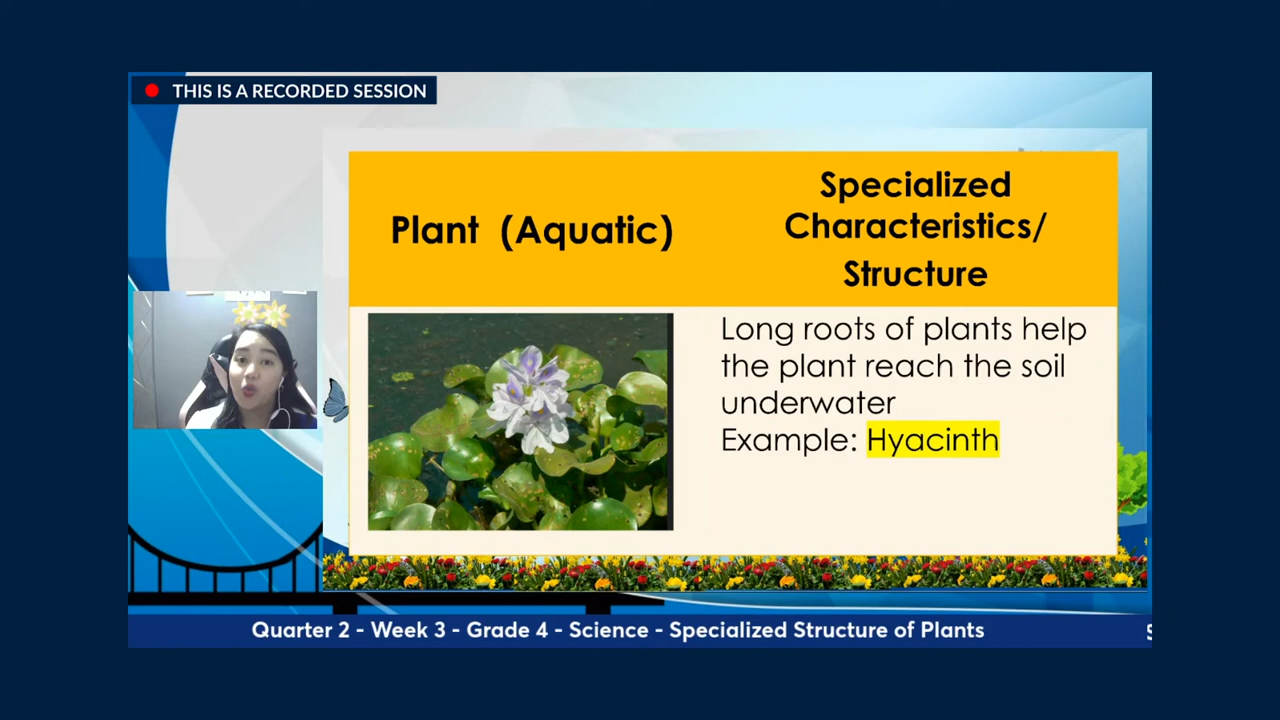 THIS IS A RECORDED SESSION
Plant (Aquatic)
Specialized
Characteristics/
Structure
Long roots of plants help
the plant reach the soil
underwater
Example: Hyacinth
Quarter 2 - Week 3 - Grade 4 - Science - Specialized Structure of Plants